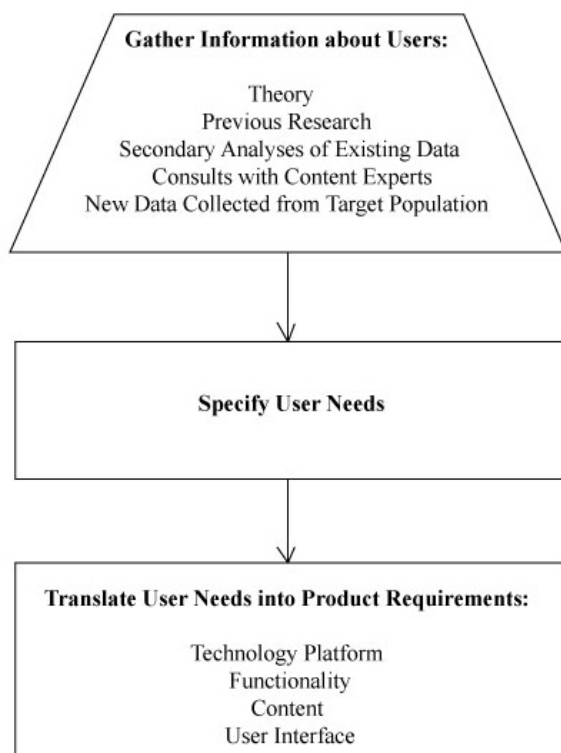 Gather Information about Users:
Theory
Previous Research
Secondary Analyses of Existing Data
Consults with Content Experts
New Data Collected from Target Population
Specify User Needs
Translate User Needs into Product Requirements:
Technology Platform
Functionality
Content
User Interface